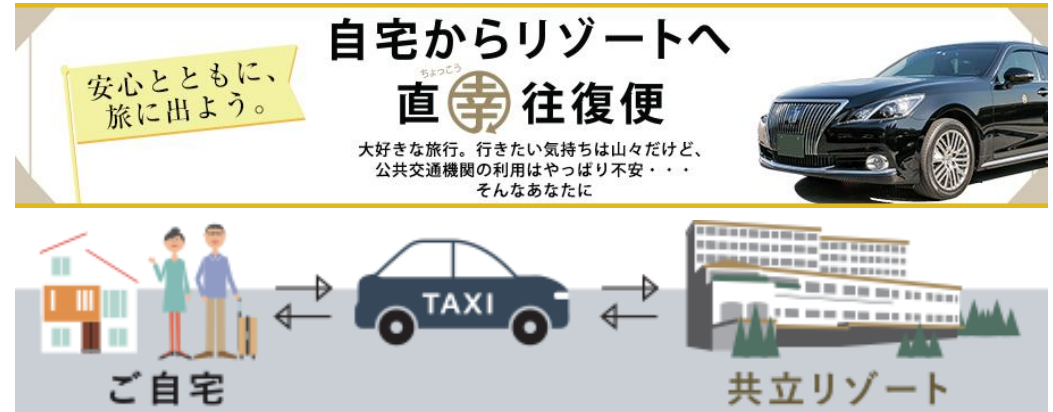 安心とともに、
旅に出よう。
自宅からリゾートへ
ちょっこう
直幸往復便
大好きな旅行。行きたい気持ちは山々だけど、
公共交通機関の利用はやっぱり不安・・・
そんなあなたに
TAXI
ご自宅
共立リゾート